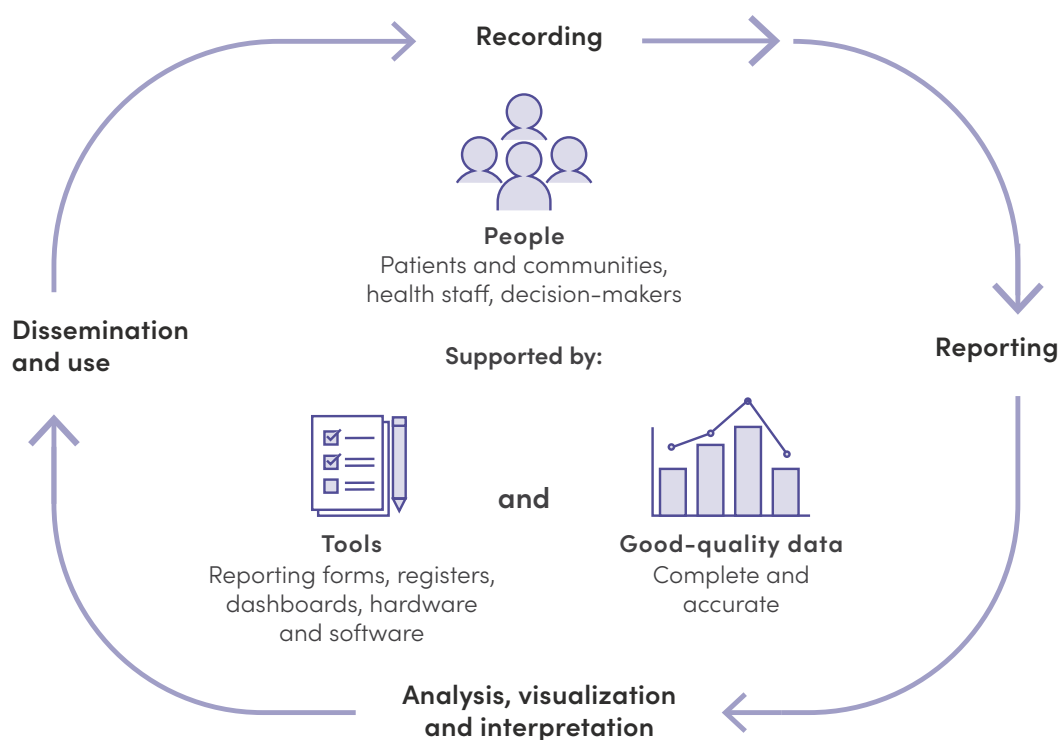 Recording
People
Patients and communities,
health staff, decision-makers
Dissemination
and use
Reporting
Supported by:
and
Tools
Reporting forms, registers,
dashboards, hardware
and software
Good-quality data
Complete and
accurate
Analysis, visualization
and interpretation